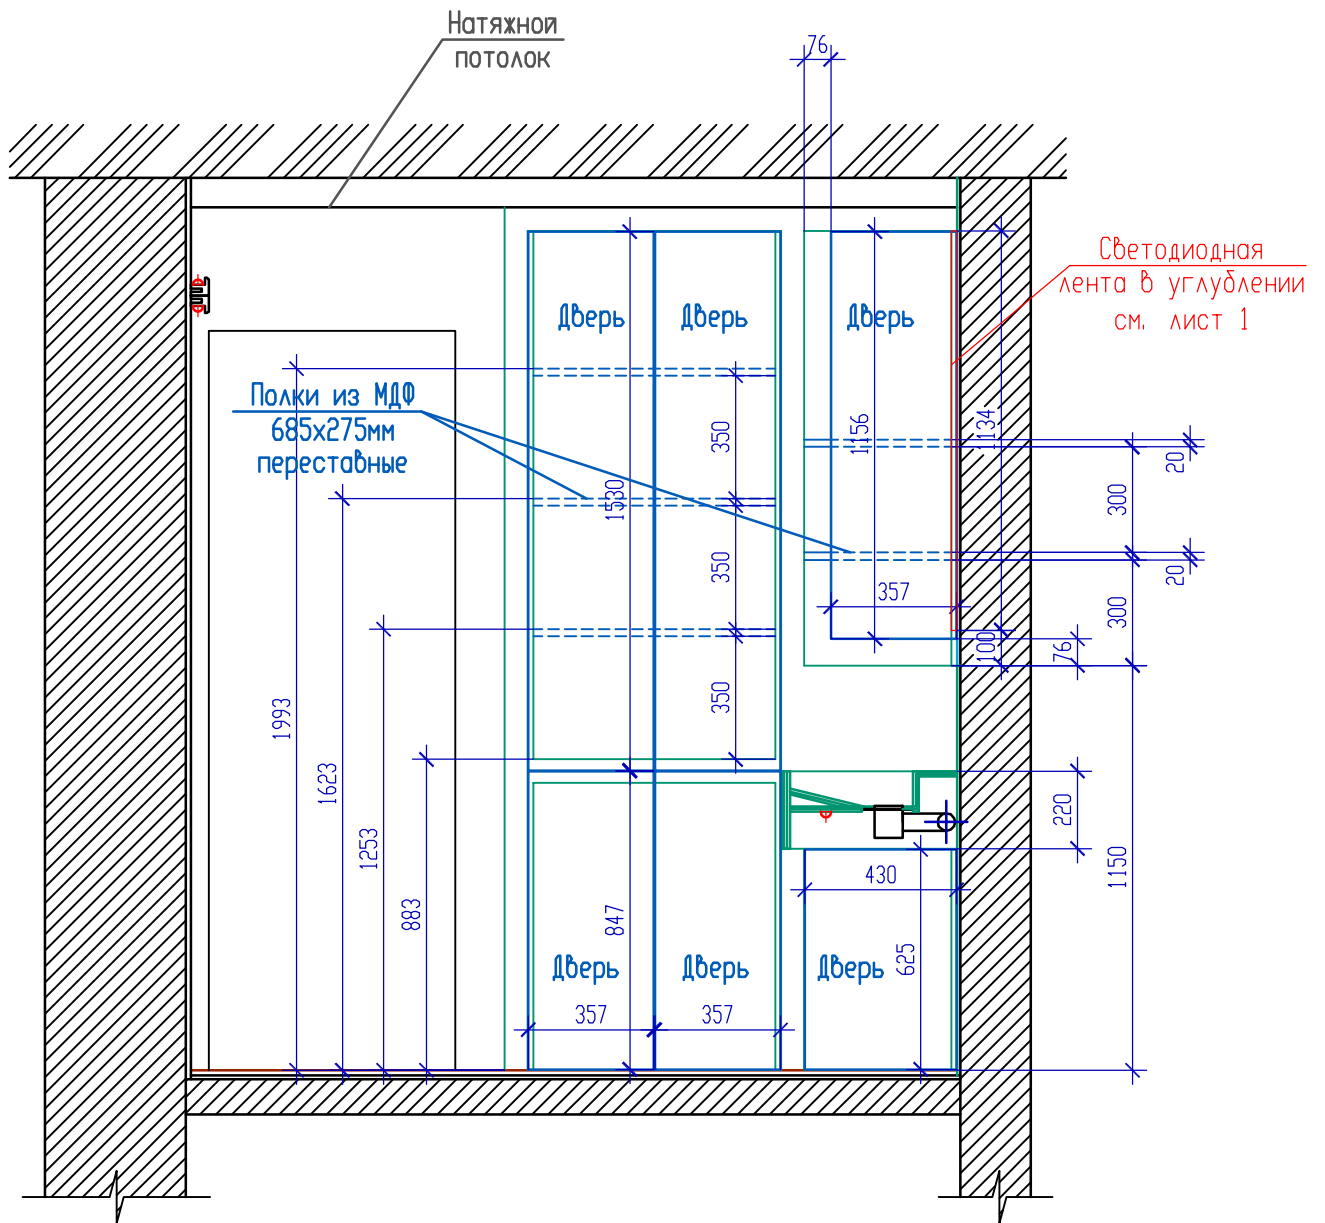 Натяжной
потолок
76
Светодиодная
лента в углублении
см. лист 1
Дверь
Дверь
Дверь
Полки из МДФ
685х275мм
переставные
350
1156
1134
20
300
1530
350
20
357
300
100
76
350
1993
1623
1253
883
220
1150
430
847
625
Дверь
Дверь
Дверь
357
357